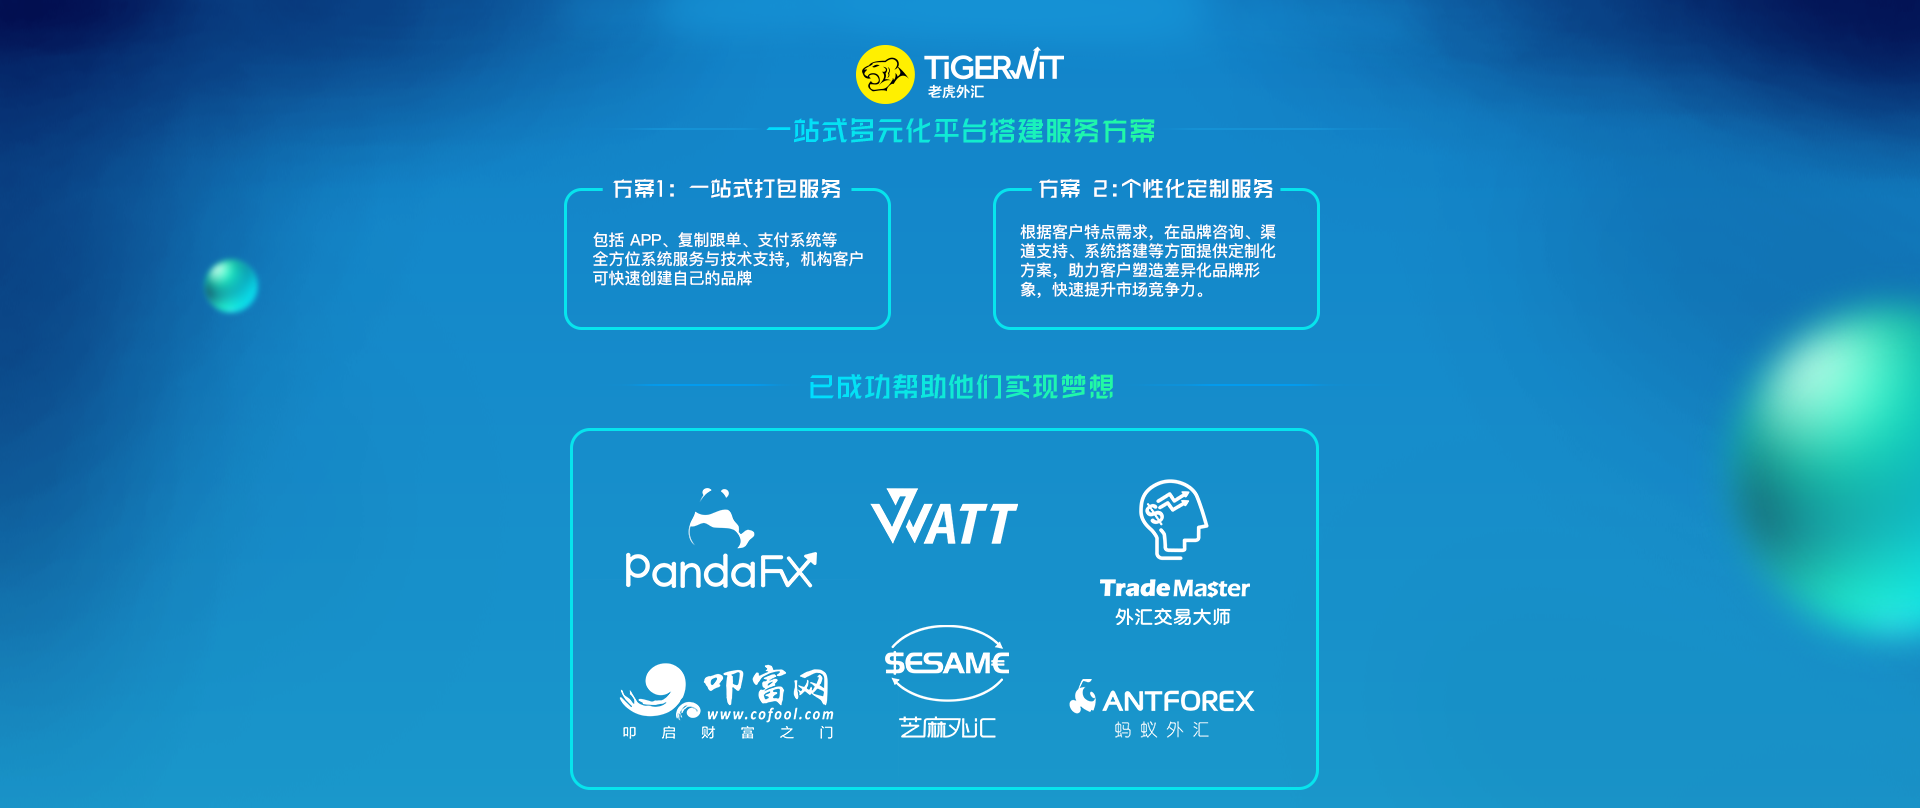 TiGERWiT
老虎外汇
一站式多元化平台搭建服务方案
方案1：一站式打包服务
包括 APP、复制跟单、支付系统等
全方位系统服务与技术支持，机构客户
可快速创建自己的品牌
方案 2:个性化定制服务
根据客户特点需求，在品牌咨询、渠
道支持、系统搭建等方面提供定制化
方案，助力客户塑造差异化品牌形
象，快速提升市场竞争力。
已成功帮助他们实现梦想
PandaFX
WATT
TradeMa$ter
外汇交易大师
叩富网
www.cofool.com
叩启财富之门
$ESAM€
芝麻外汇
ANTFOREX
蚂蚁外汇